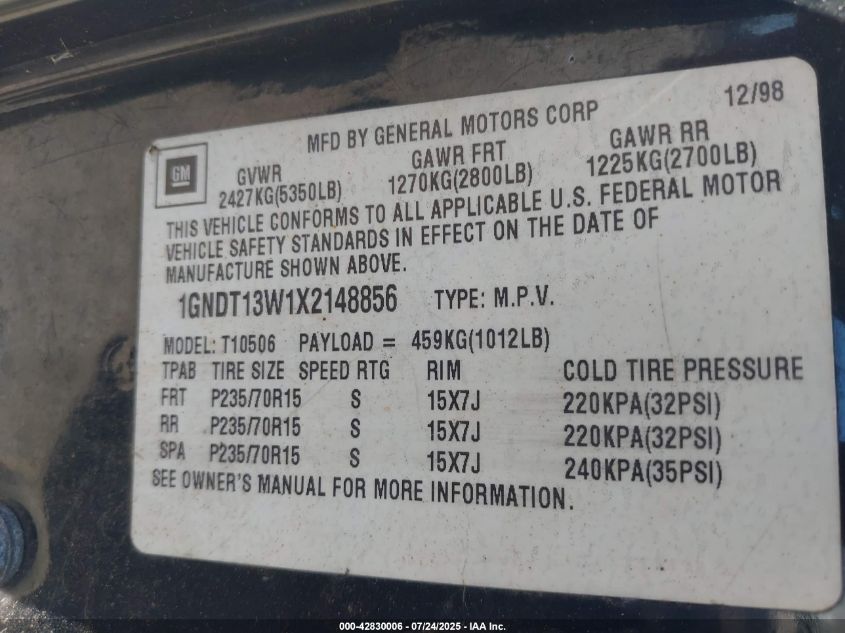 12/98
MFD BY GENERAL MOTORS CORP
GM
GVWR GAWR FRT GAWR RR
2427KG(5350LB) 1270KG(2800LB) 1225KG(2700LB)
THIS VEHICLE CONFORMS TO ALL APPLICABLE U.S. FEDERAL MOTOR
VEHICLE SAFETY STANDARDS IN EFFECT ON THE DATE OF
MANUFACTURE SHOWN ABOVE.
1GNDT13W1X2148856 TYPE: M.P.V.
MODEL: T10506 PAYLOAD = 459KG(1012LB)
TPAB TIRE SIZE SPEED RTG RIM COLD TIRE PRESSURE
FRT P235/70R15 S 15X7J 220KPA(32PSI)
RR P235/70R15 S 15X7J 220KPA(32PSI)
SPA P235/70R15 S 15X7J 240KPA(35PSI)
SEE OWNER'S MANUAL FOR MORE INFORMATION.
000-42830006 - 07/24/2025 - IAA Inc.